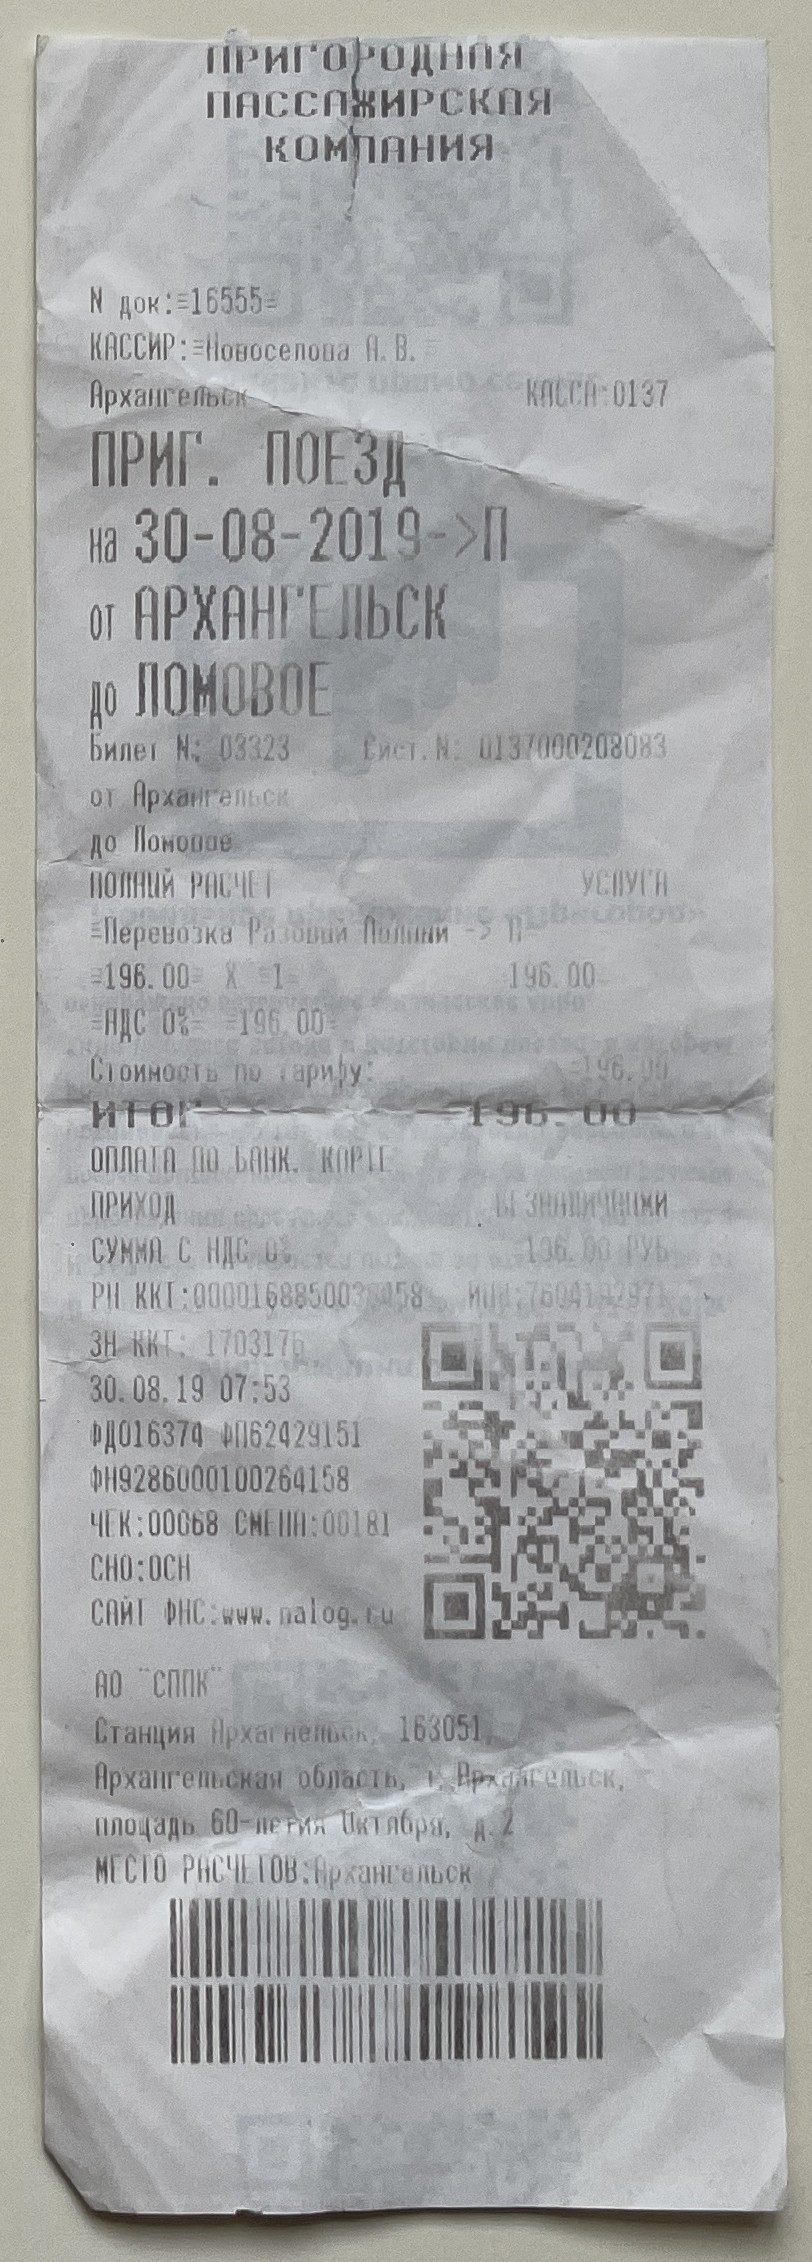 ПРИГОРОДНАЯ
ПАССАЖИРСКАЯ
КОМПАНИЯ
N док:=16555=
КАССИР:=Новоселова А.В. =
Архангельск КАССА:0137
ПРИГ. ПОЕЗД
на 30-08-2019->П
от АРХАНГЕЛЬСК
до ЛОМОВОЕ
Билет N: 03323 Сист.N: 0137000208083
от Архангельск
до Ломовое
ПОЛНЫЙ РАСЧЕТ УСЛУГА
=Перевозка Разовый Полный -> П=
=196.00= X =1= 196.00=
=НДС 0%= =196.00=
Стоимость по тарифу: =196.00
ИТОГ 196.00
ОПЛАТА ПО БАНК. КАРТЕ
ПРИХОД БЕЗНАЛИЧНЫМИ
СУММА С НДС 0% 196.00 РУБ
РН ККТ: ИНН:7604192971
ЗН ККТ: 1703176
30.08.19 07:53
ФД016374 ФП62429151
ФН9286000100264158
ЧЕК:00068 СМЕНА:00181
СНО:ОСН
САЙТ ФНС:www.nalog.ru
АО "СППК"
Станция Архагнельск, 163051,
Архангельская область, г.Архангельск,
площадь 60-летия Октября, д.2
МЕСТО РАСЧЕТОВ:Архангельск